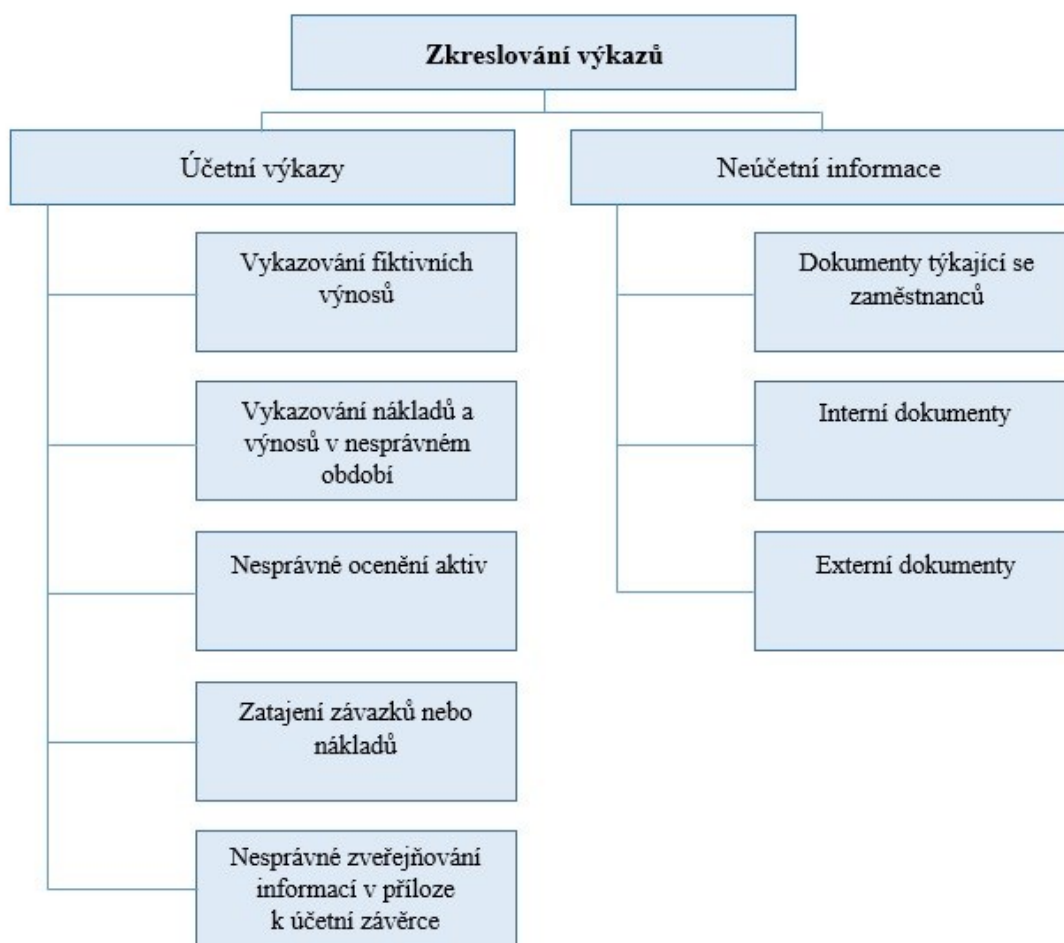 Zkreslování výkazů
Účetní výkazy
Vykazování fiktivních
výnosů
Vykazování nákladů a
výnosů v nesprávném
období
Nesprávné ocenění aktiv
Zatajení závazků nebo
nákladů
Nesprávné zveřejňování
informací v příloze
k účetní závěrce
Neúčetní informace
Dokumenty týkající se
zaměstnanců
Interní dokumenty
Externí dokumenty